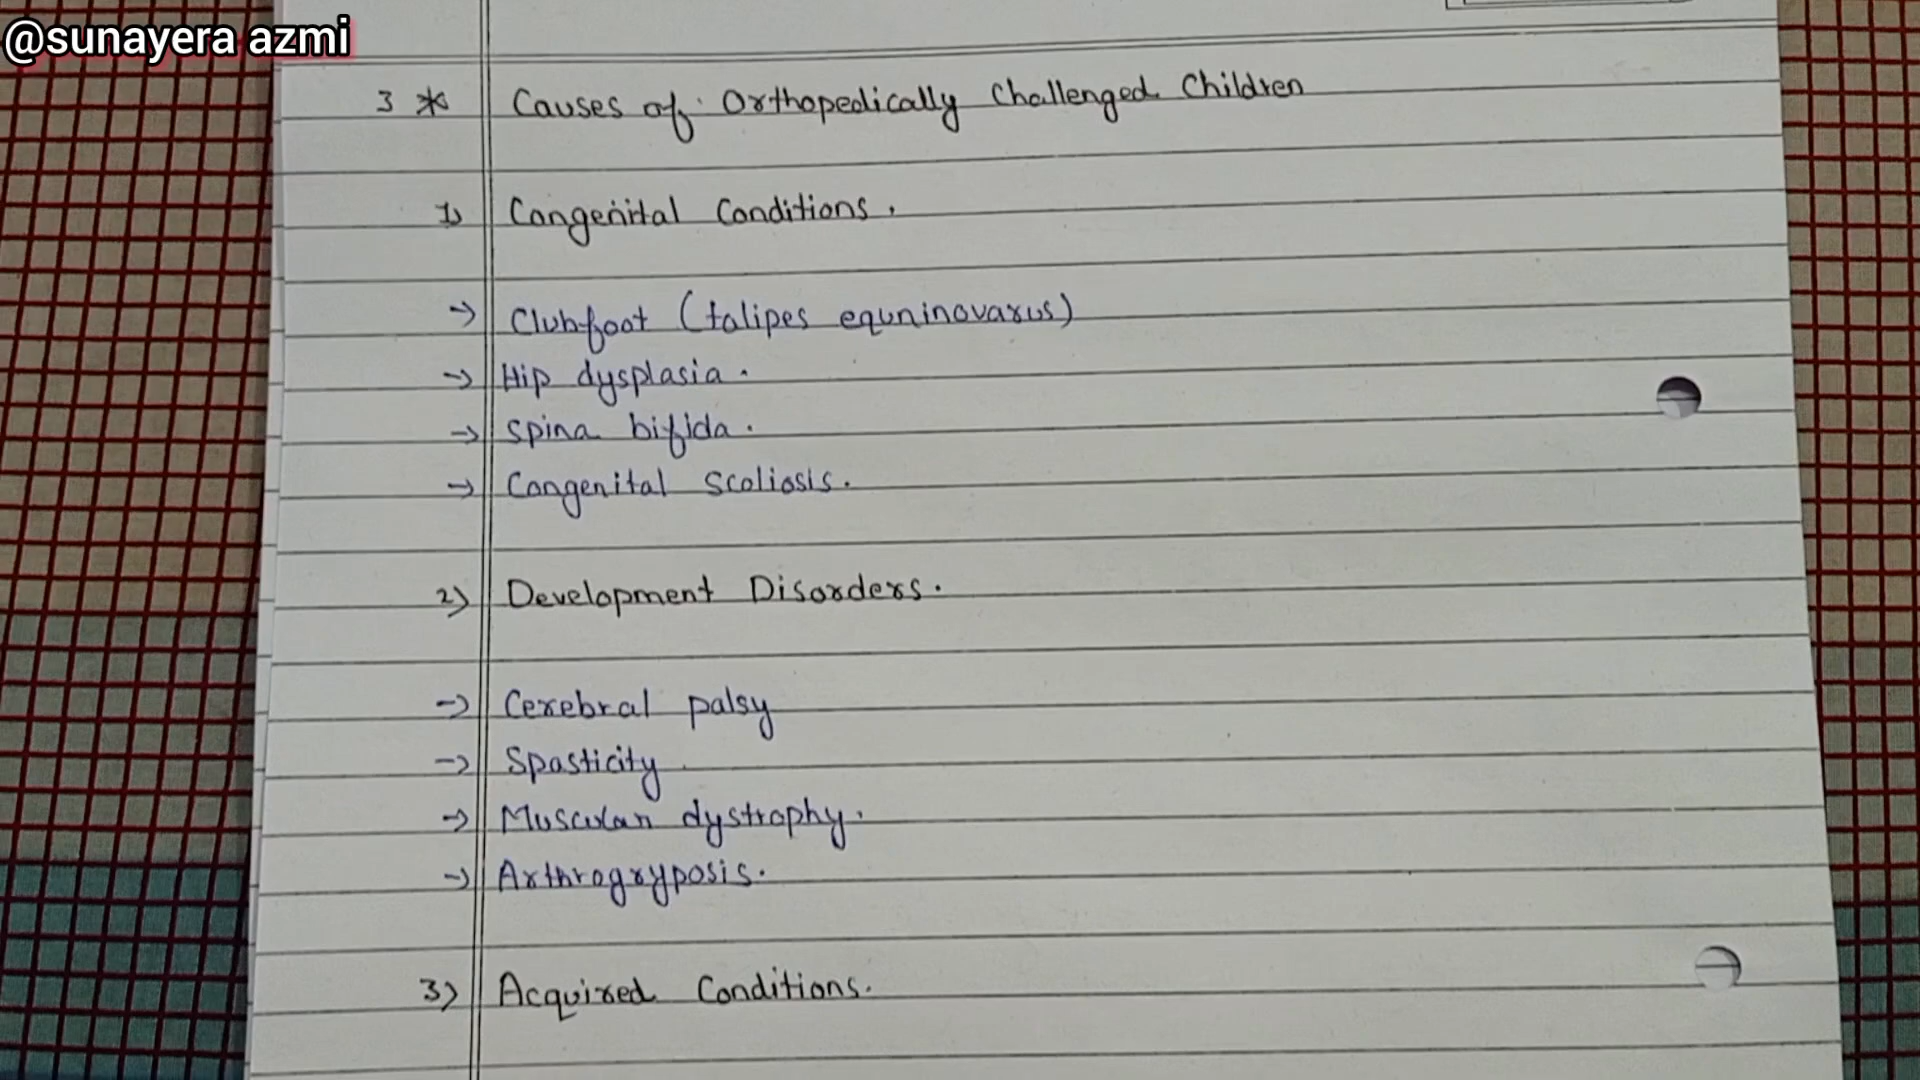 @sunayera azmi
3 * Causes of Orthopedically Challenged Children
1) Congenital Conditions.
→ Clubfoot (talipes equninovarus)
→ Hip dysplasia.
→ Spina bifida.
→ Congenital Scoliosis.
2) Development Disorders.
→ Cerebral palsy
→ Spasticity.
→ Musculan dystrophy.
→ Arthrogryposis.
3) Acquired Conditions.